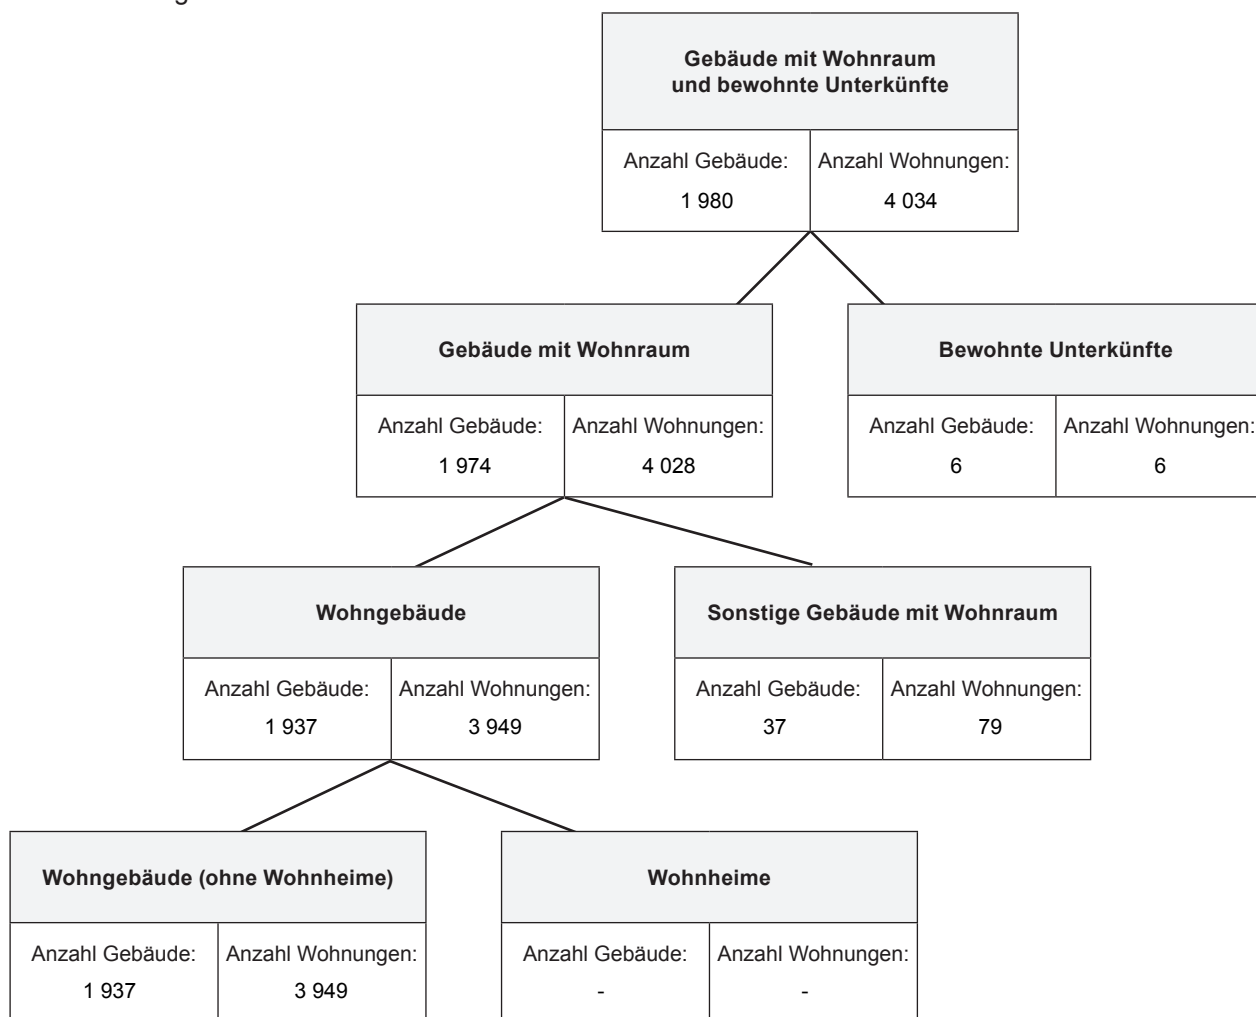 Gebäude mit Wohnraum
und bewohnte Unterkünfte
Anzahl Gebäude: Anzahl Wohnungen:
1 980 4 034
Gebäude mit Wohnraum Bewohnte Unterkünfte
Anzahl Gebäude: Anzahl Wohnungen: Anzahl Gebäude: Anzahl Wohnungen:
1 974 4 028 6 6
Wohngebäude Sonstige Gebäude mit Wohnraum
Anzahl Gebäude: Anzahl Wohnungen: Anzahl Gebäude: Anzahl Wohnungen:
1 937 3 949 37 79
Wohngebäude (ohne Wohnheime) Wohnheime
Anzahl Gebäude: Anzahl Wohnungen: Anzahl Gebäude: Anzahl Wohnungen:
1 937 3 949 - -